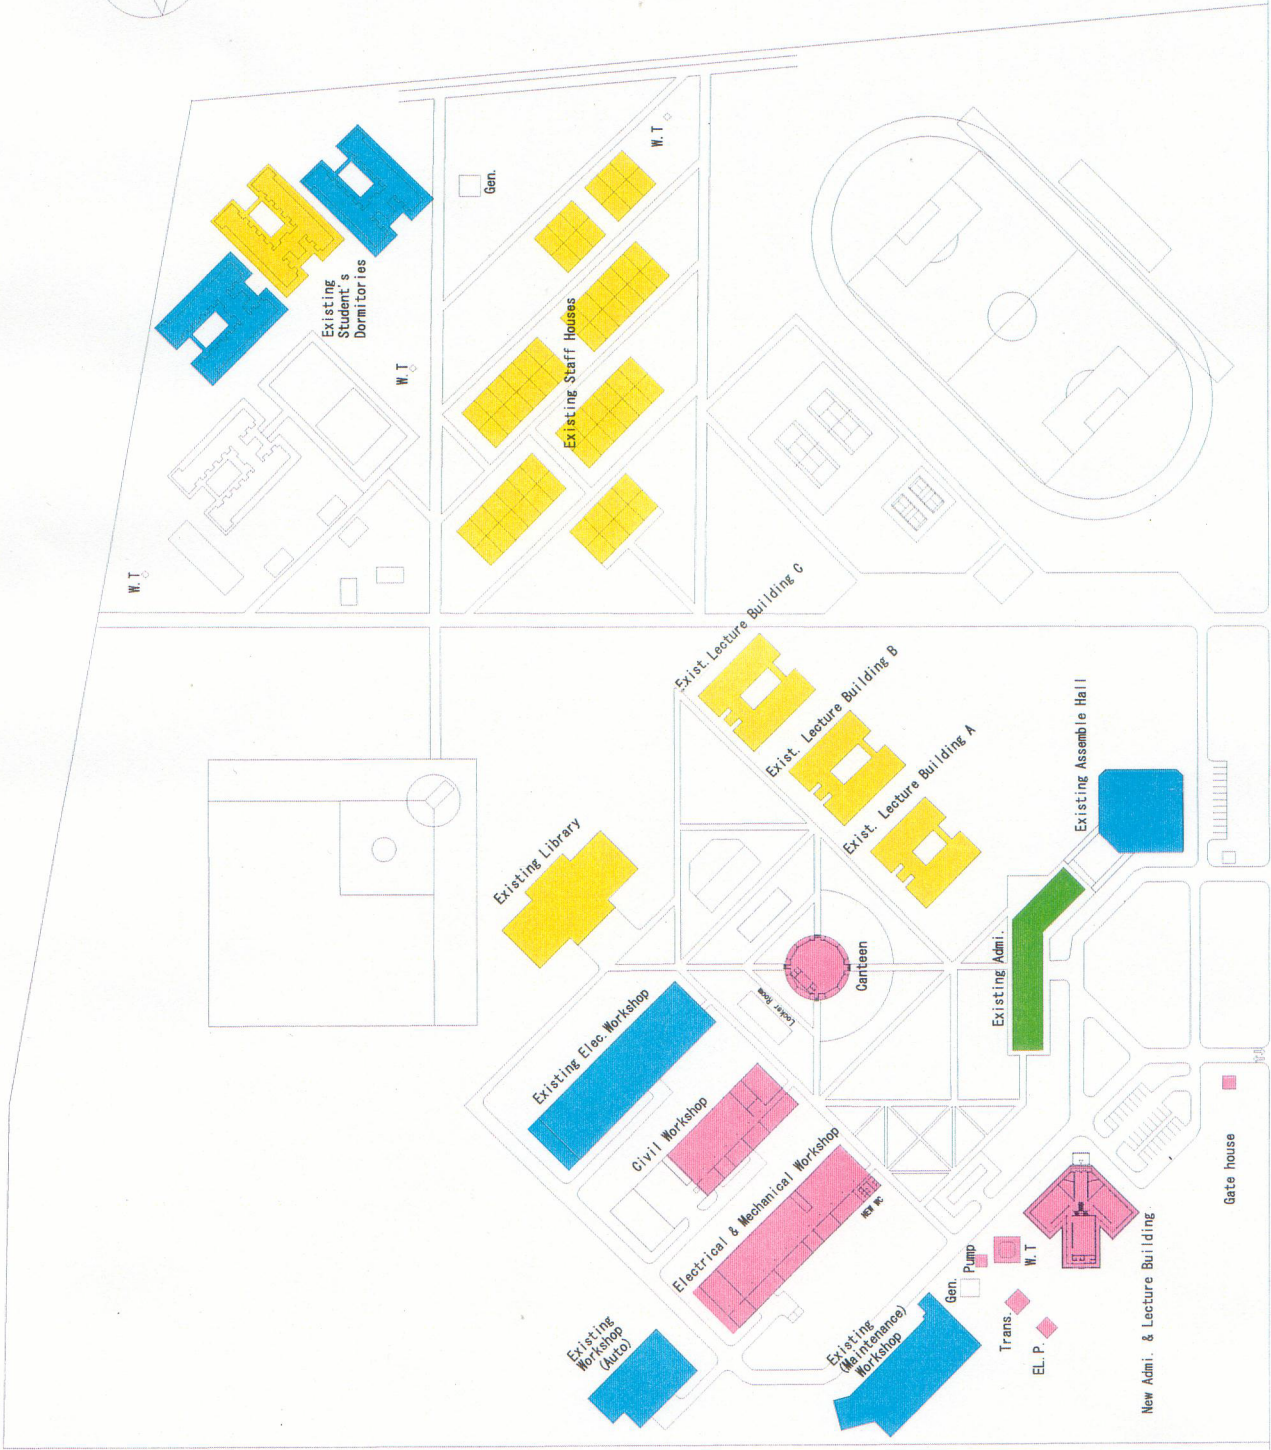 W.T
Gen.
Existing
Student's
Dormitories
W.T
Existing Staff Houses
W.T
Exist. Lecture Building C
Exist. Lecture Building B
Exist. Lecture Building A
Existing Assemble Hall
Existing Library
Canteen
Locker Room
Existing Admi.
Existing Elec. Workshop
Civil Workshop
Electrical & Mechanical Workshop
NEW WC
Gate house
Pump
Gen.
W.T
Trans.
EL.P.
New Admi. & Lecture Building
Existing
Workshop
(Auto)
Existing
(Maintenance)
Workshop